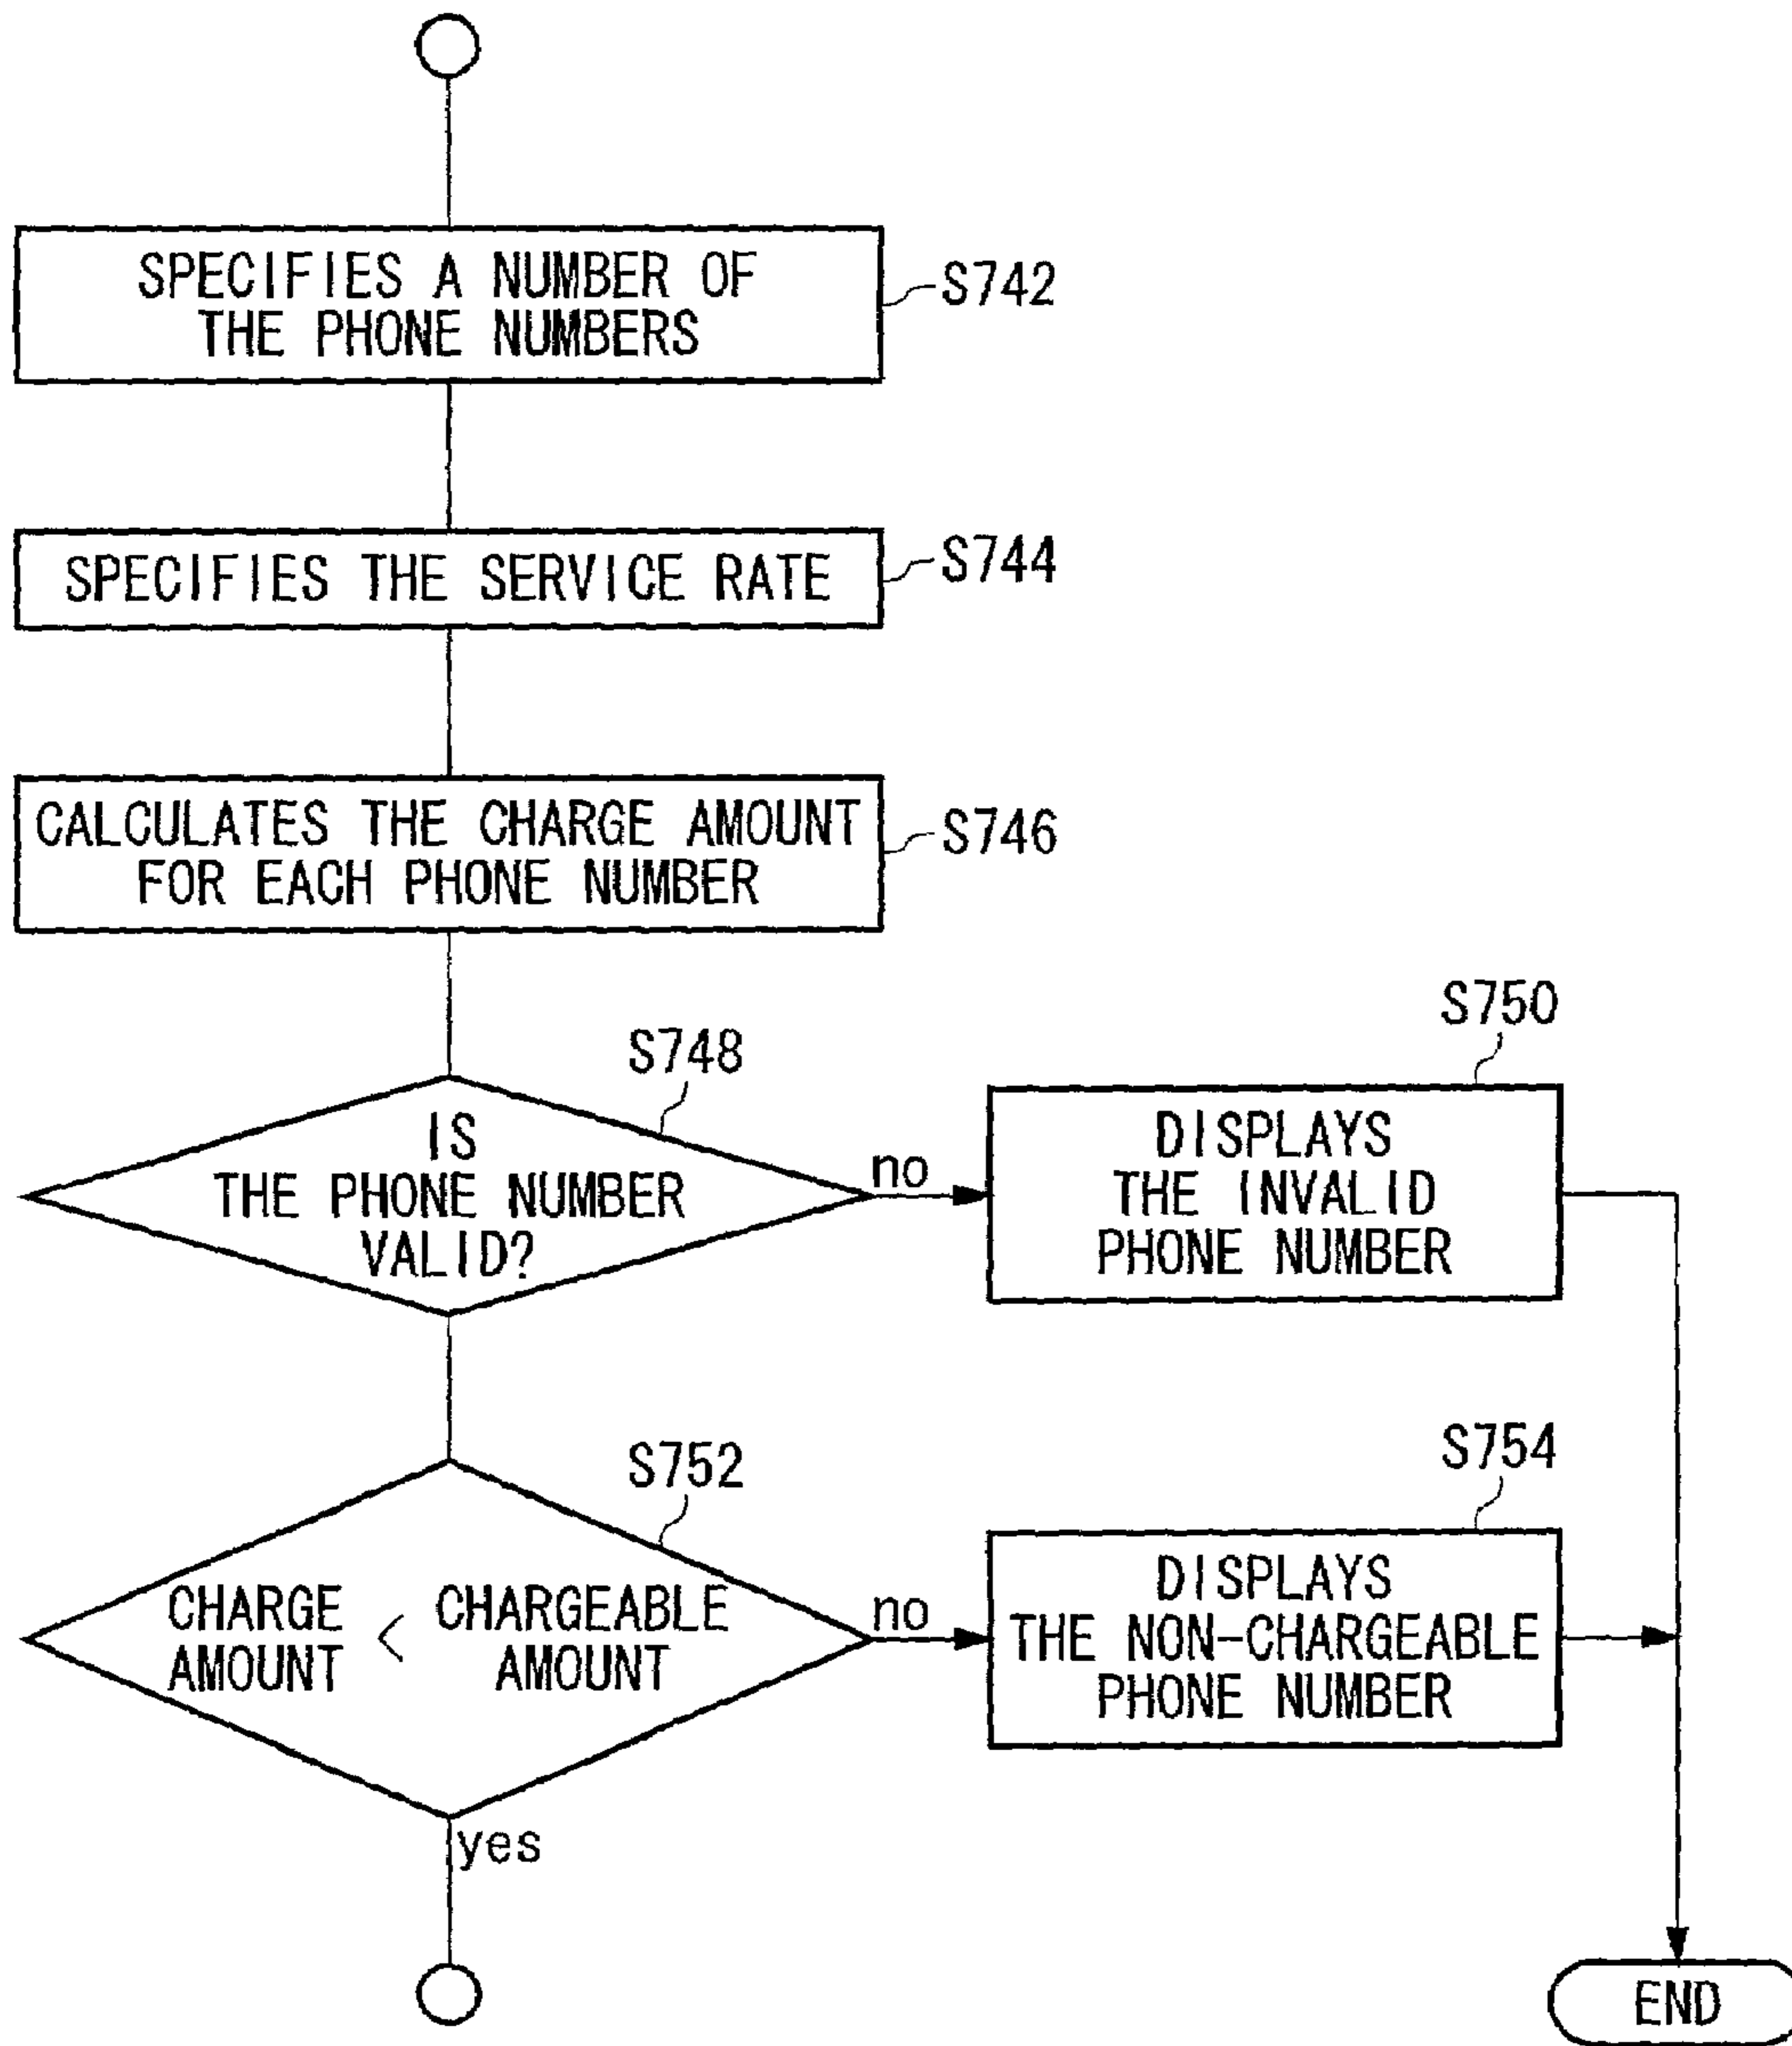 SPECIFIES A NUMBER OF
THE PHONE NUMBERS
S742
SPECIFIES THE SERVICE RATE
S744
CALCULATES THE CHARGE AMOUNT
FOR EACH PHONE NUMBER
S746
S748
IS
THE PHONE NUMBER
VALID?
no
S750
DISPLAYS
THE INVALID
PHONE NUMBER
S752
CHARGE < CHARGEABLE
AMOUNT AMOUNT
no
yes
S754
DISPLAYS
THE NON-CHARGEABLE
PHONE NUMBER
END